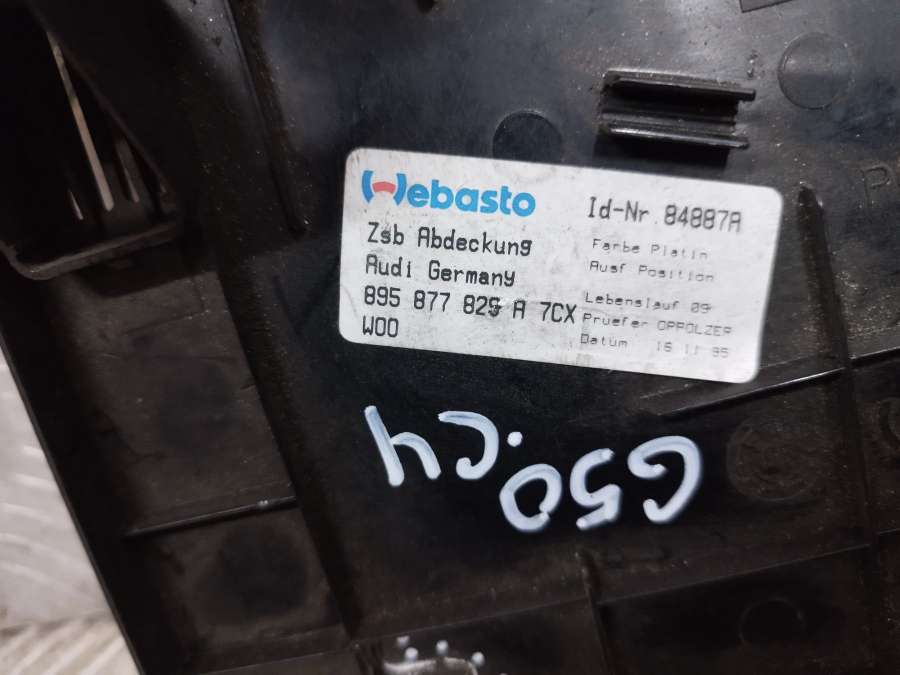 Webasto
Id-Nr. 84887A
Zsb Abdeckung
Audi Germany
895 877 829 A 7CX
W00
Farbe Platin
Ausf Position
Lebenslauf 09
Pruefer OPPOLZER
Datum 16 11 95
G50.C4